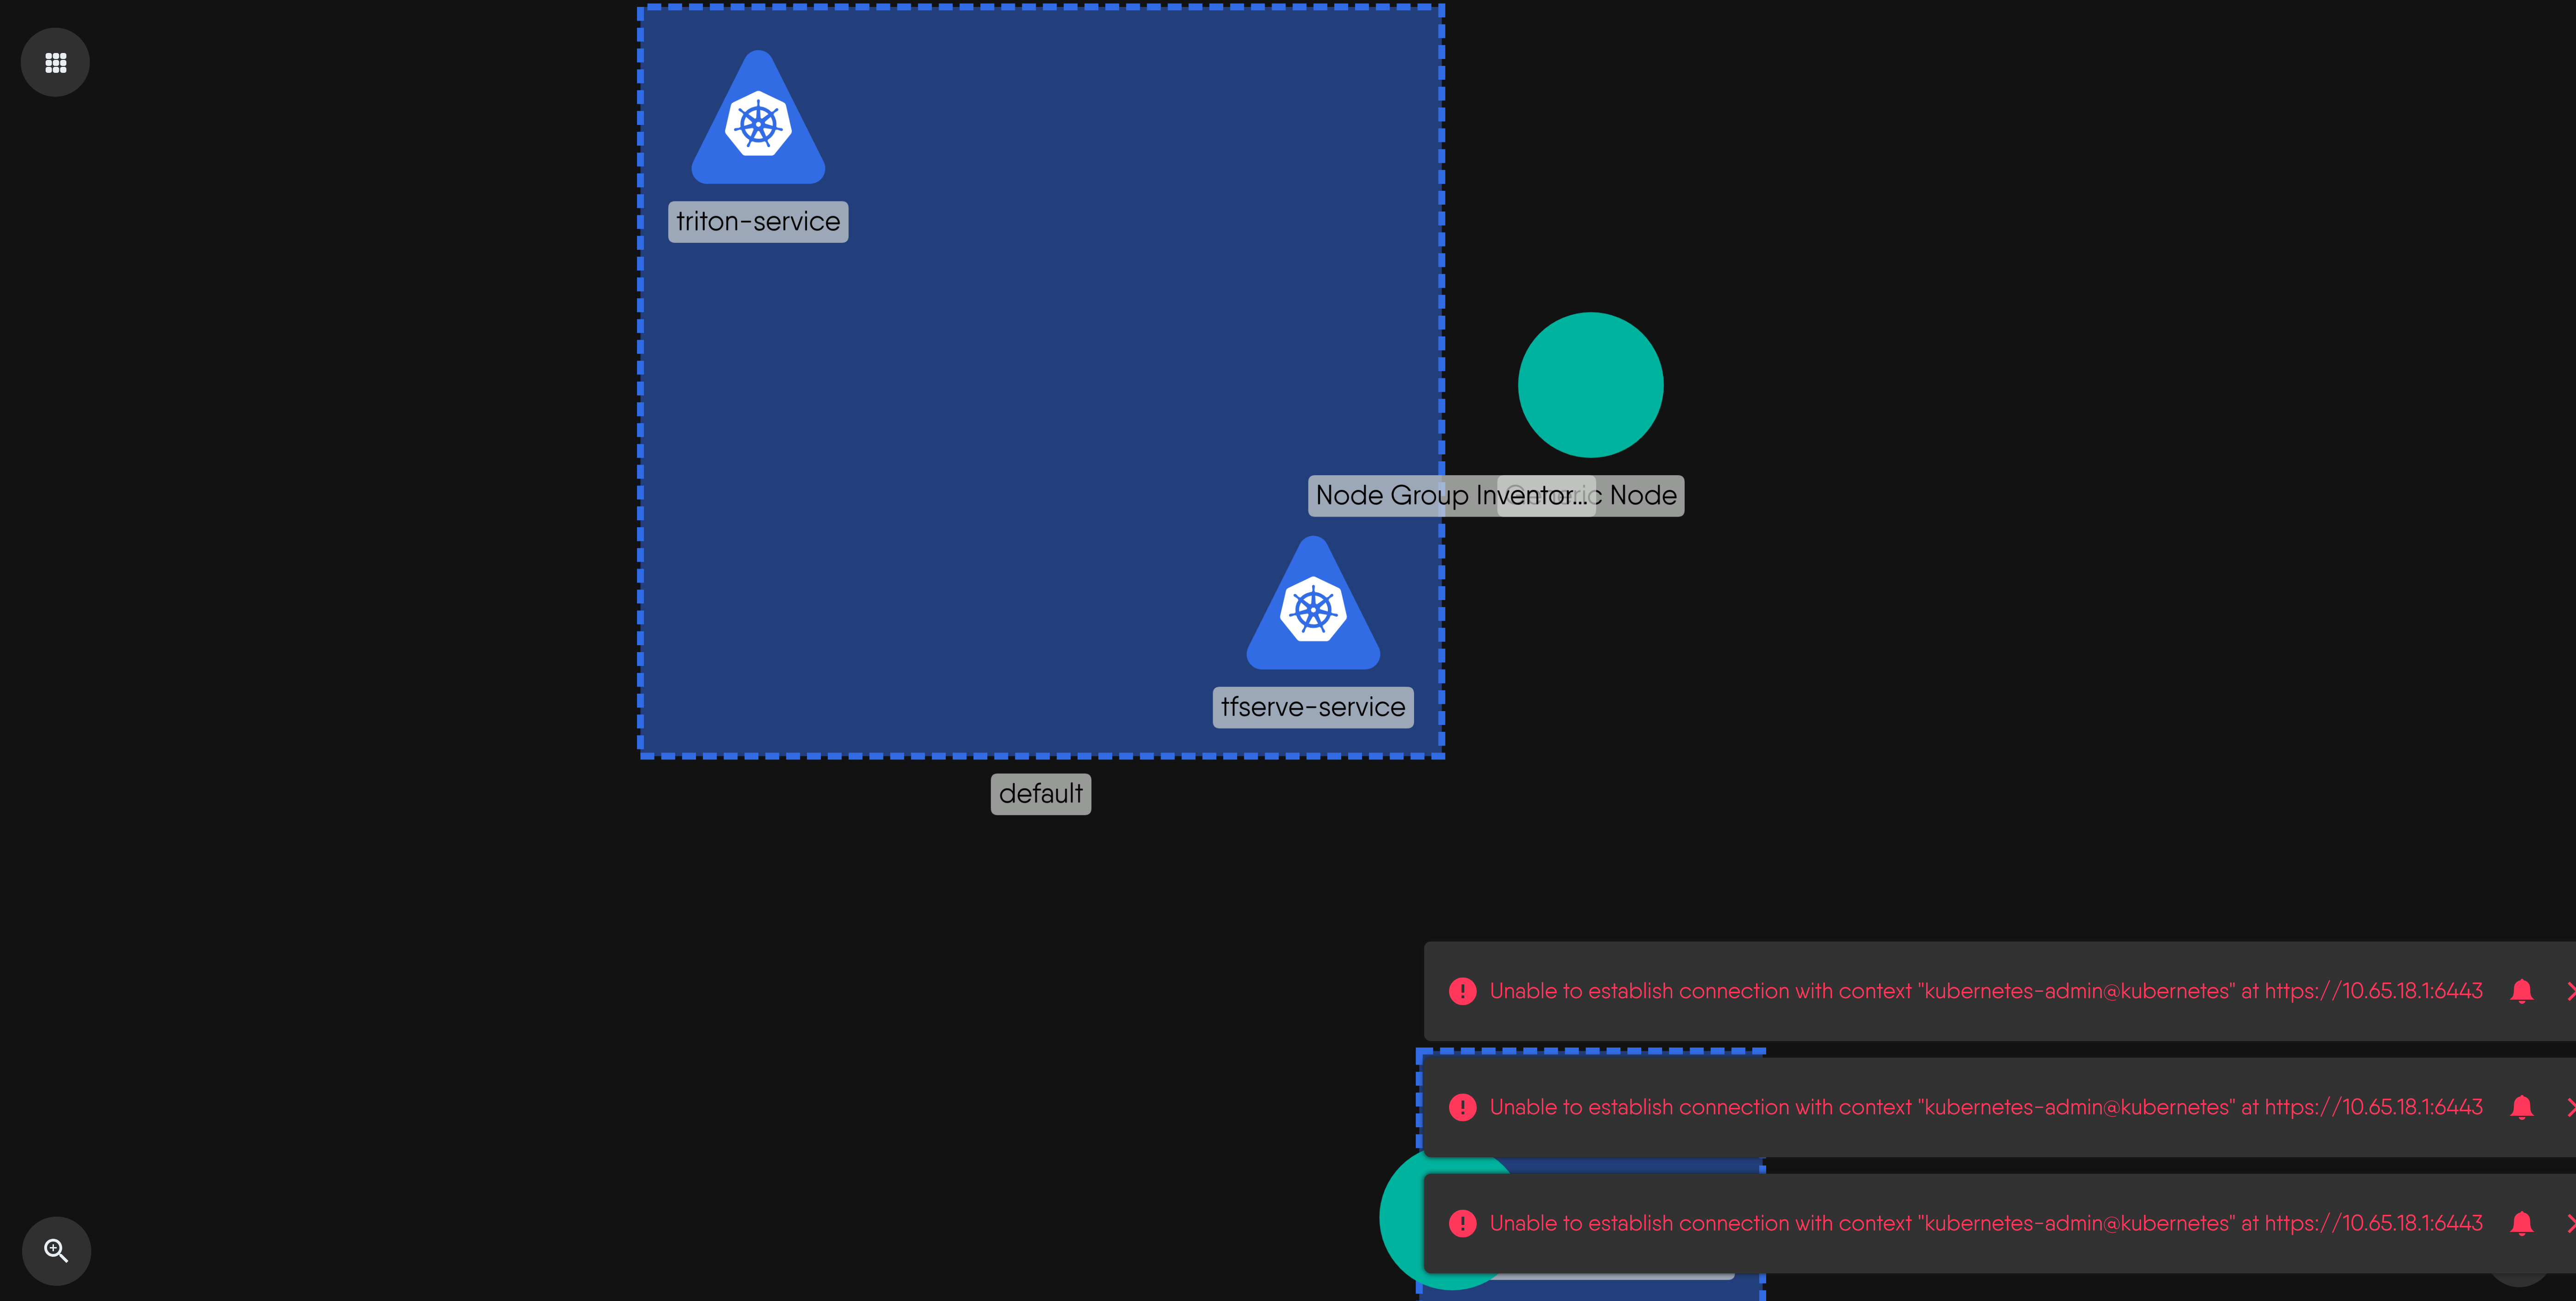 triton-service
Node Group Inventor...
Node
tfserve-service
default
Unable to establish connection with context "kubernetes-admin@kubernetes" at https://10.65.18.1:6443
Unable to establish connection with context "kubernetes-admin@kubernetes" at https://10.65.18.1:6443
Unable to establish connection with context "kubernetes-admin@kubernetes" at https://10.65.18.1:6443